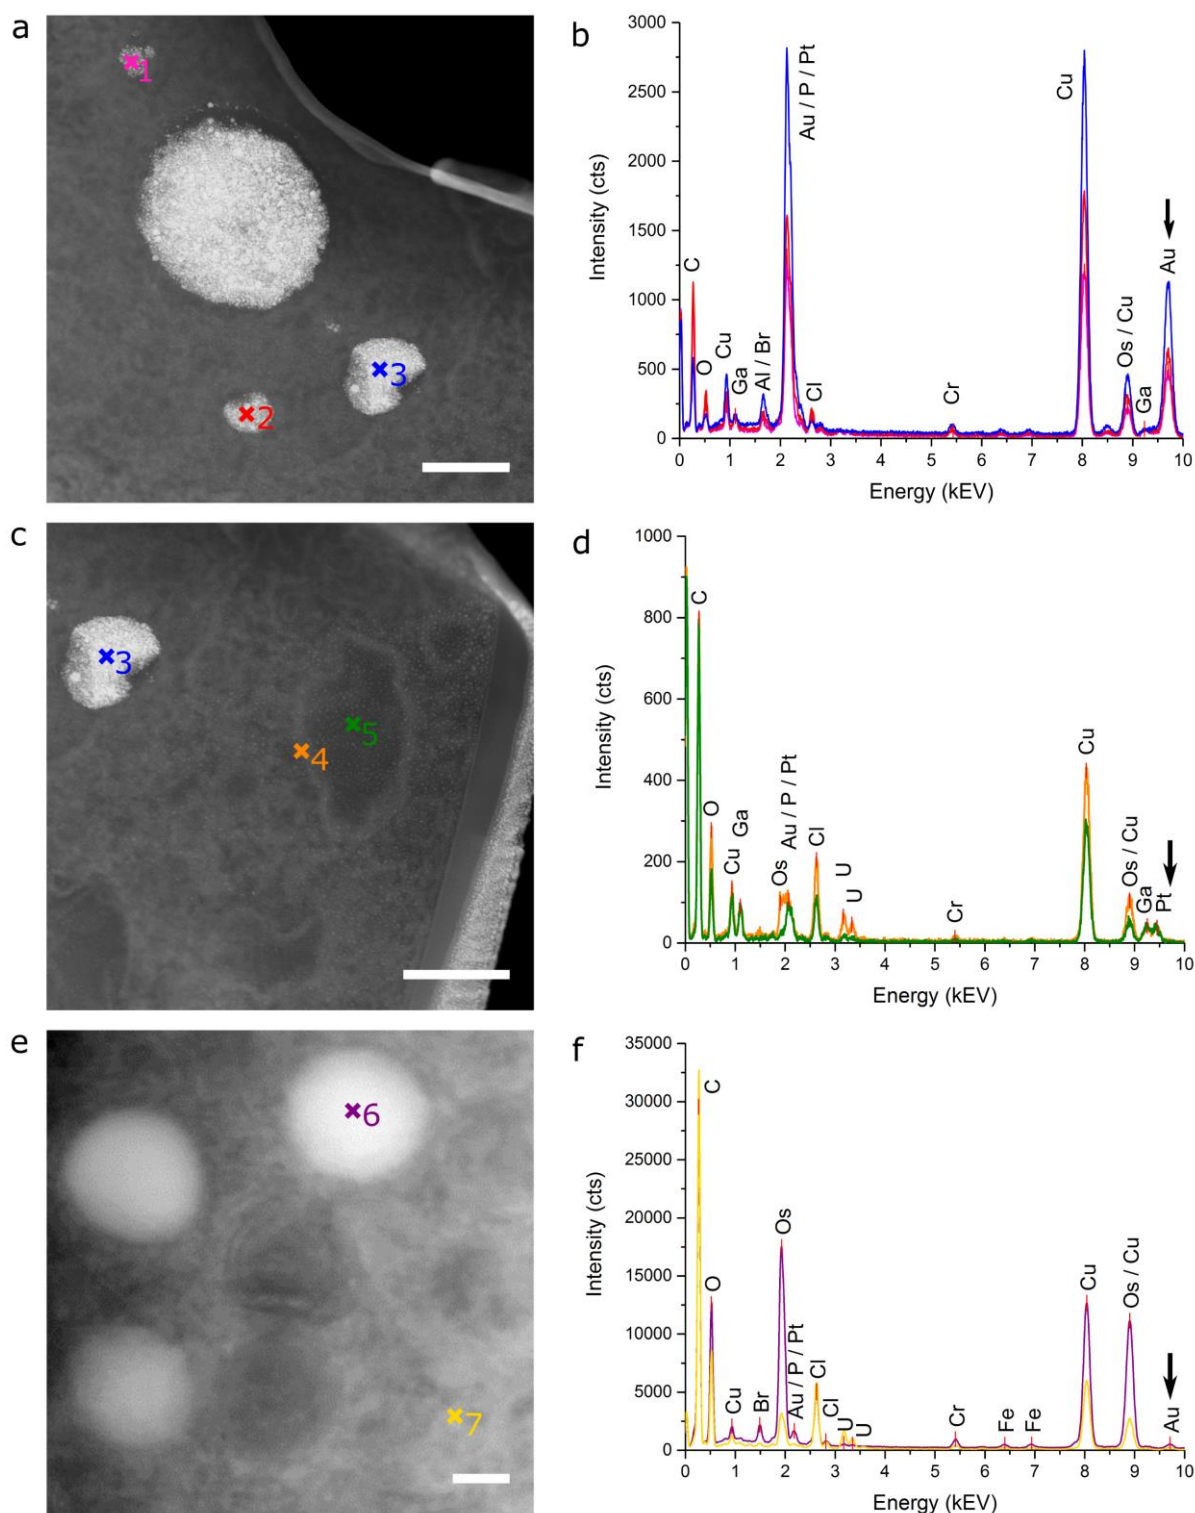 a
1
3
2
b
Intensity (cts)
3000
2500
2000
1500
1000
500
0
C
O
Cu
Ga
Al / Br
Au / P / Pt
Cl
Cr
Cu
Os / Cu
Ga
Au
0 1 2 3 4 5 6 7 8 9 10
Energy (kEV)
c
3
4
5
d
Intensity (cts)
1000
800
600
400
200
0
C
O
Cu
Ga
Os
Au / P / Pt
Cl
U
U
Cr
Cu
Os / Cu
Ga
Pt
0 1 2 3 4 5 6 7 8 9 10
Energy (kEV)
e
6
7
f
Intensity (cts)
35000
30000
25000
20000
15000
10000
5000
0
C
O
Cu
Br
Os
Au / P / Pt
Cl
Cl
U
U
Cr
Fe
Fe
Cu
Os / Cu
Au
0 1 2 3 4 5 6 7 8 9 10
Energy (kEV)